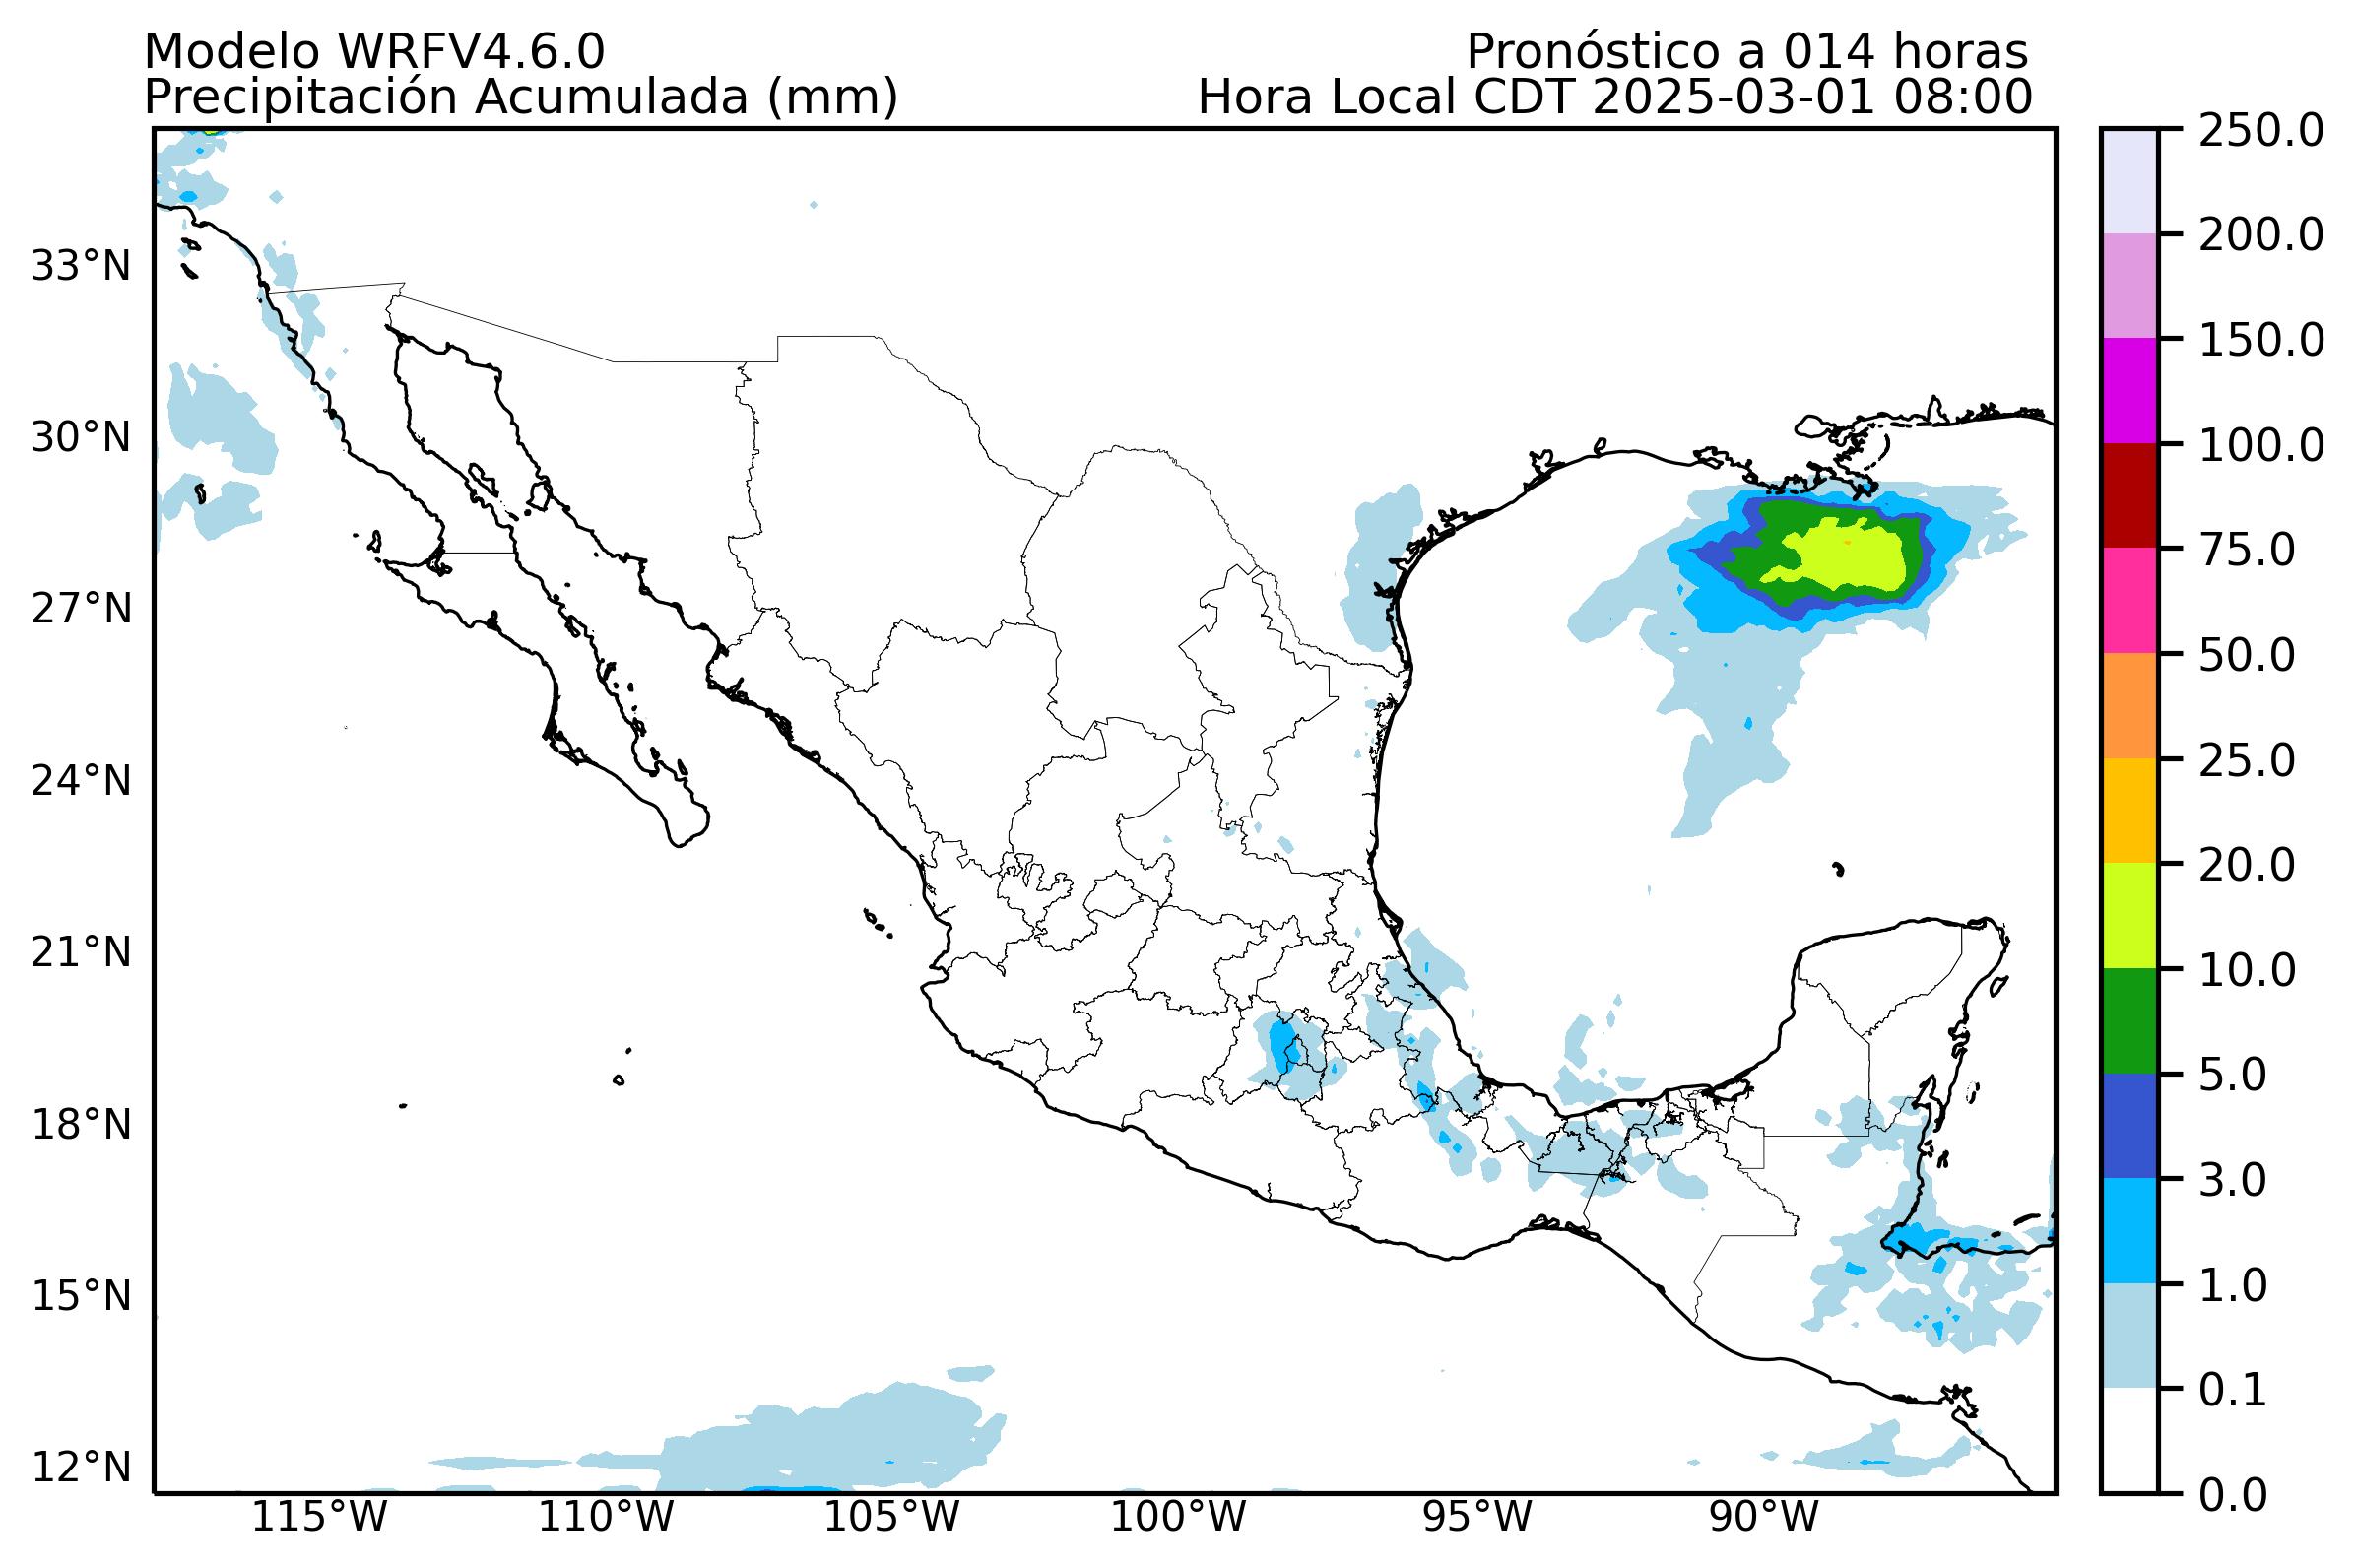 Modelo WRFV4.6.0
Pronóstico a 014 horas
Precipitación Acumulada (mm)
Hora Local CDT 2025-03-01 08:00
33°N
30°N
27°N
24°N
21°N
18°N
15°N
12°N
115°W
110°W
105°W
100°W
95°W
90°W
250.0
200.0
150.0
100.0
75.0
50.0
25.0
20.0
10.0
5.0
3.0
1.0
0.1
0.0